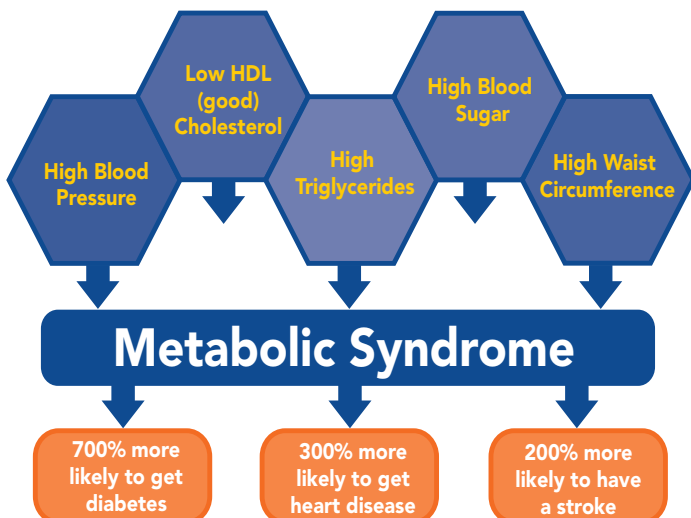 High Blood
Pressure
Low HDL
(good)
Cholesterol
High
Triglycerides
High Blood
Sugar
High Waist
Circumference
Metabolic Syndrome
700% more
likely to get
diabetes
300% more
likely to get
heart disease
200% more
likely to have
a stroke